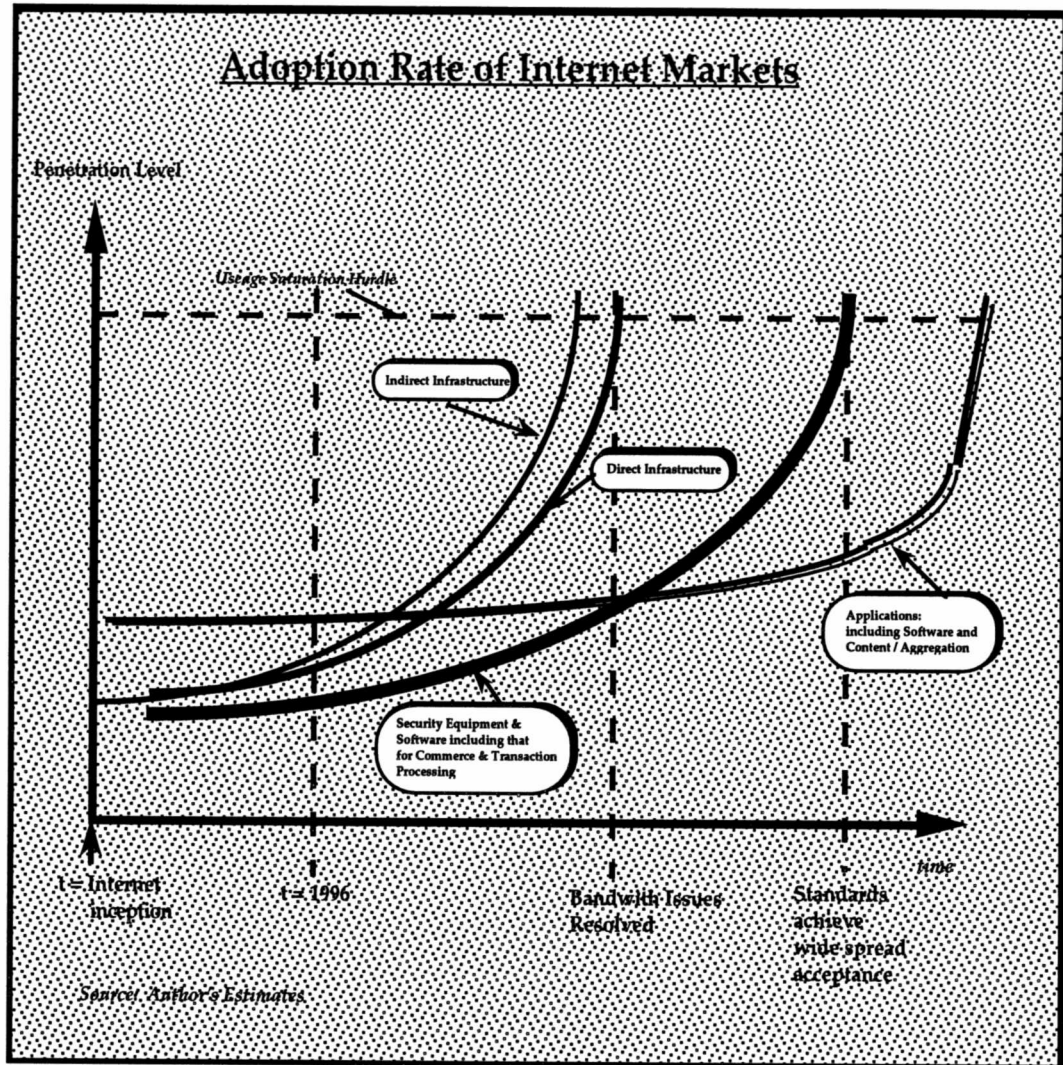 Adoption Rate of Internet Markets
Penetration Level
Useage Saturation Hurdle
Indirect Infrastructure
Direct Infrastructure
Applications:
including Software and
Content / Aggregation
Security Equipment &
Software including that
for Commerce & Transaction
Processing
time
t = Internet
inception
t = 1996
Bandwith Issues
Resolved
Standards
achieve
wide spread
acceptance
Source: Author's Estimates